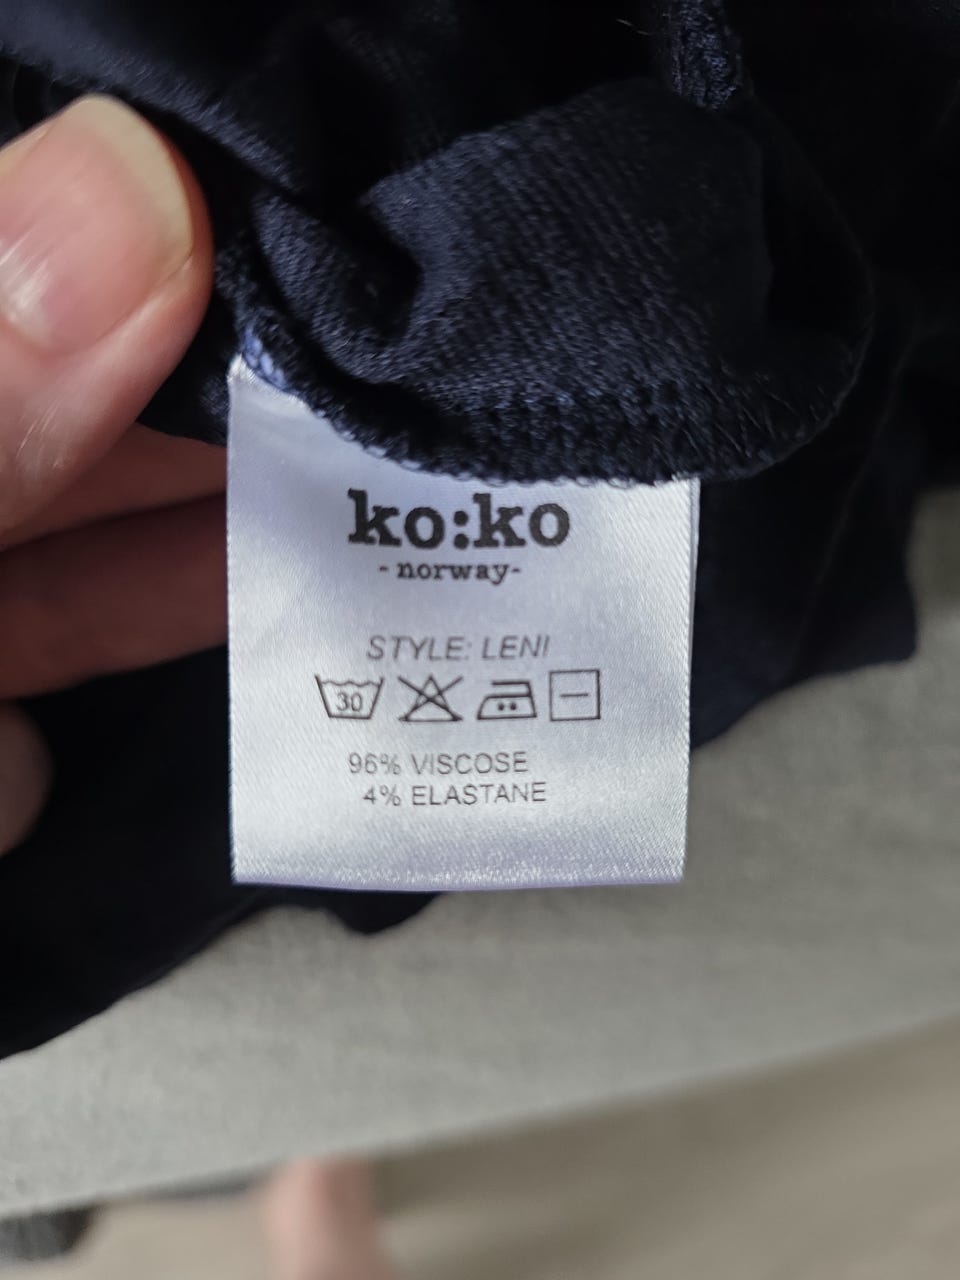 ko:ko
- norway-
STYLE: LENI
30
96% VISCOSE
4% ELASTANE